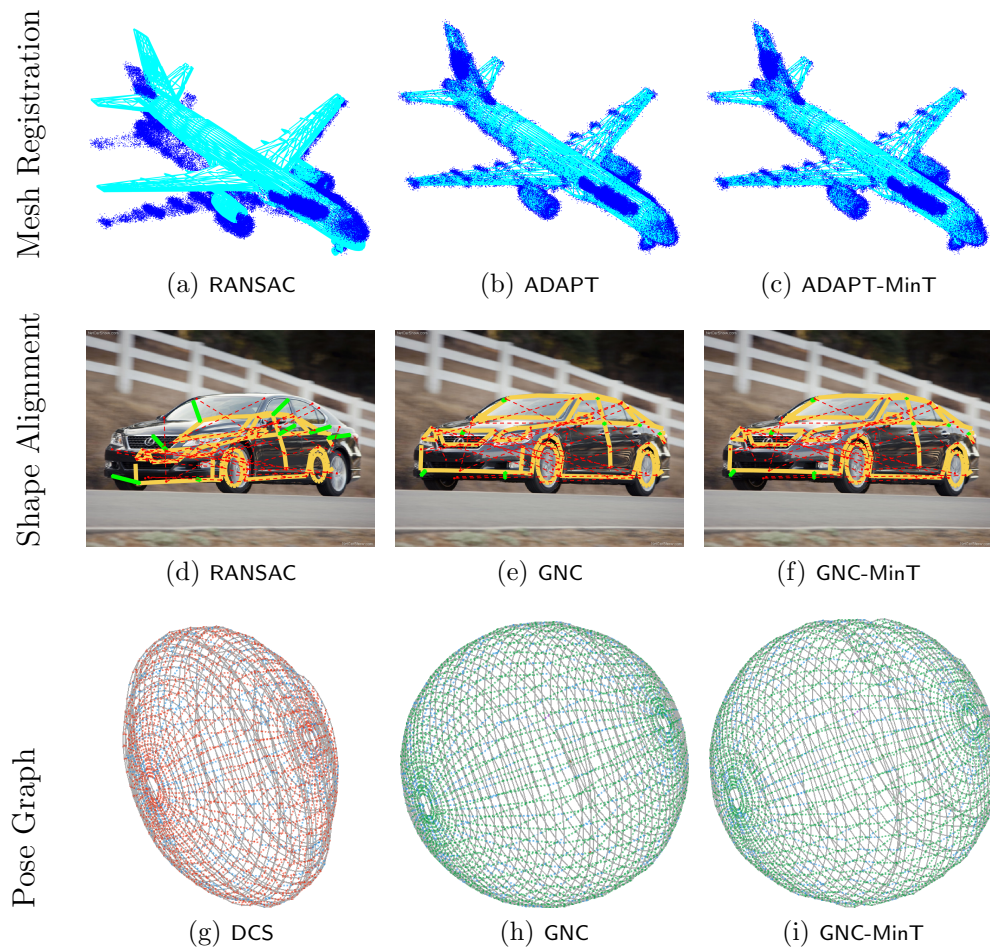 Mesh Registration
(a) RANSAC
(b) ADAPT
(c) ADAPT-MinT
Shape Alignment
(d) RANSAC
(e) GNC
(f) GNC-MinT
Pose Graph
(g) DCS
(h) GNC
(i) GNC-MinT